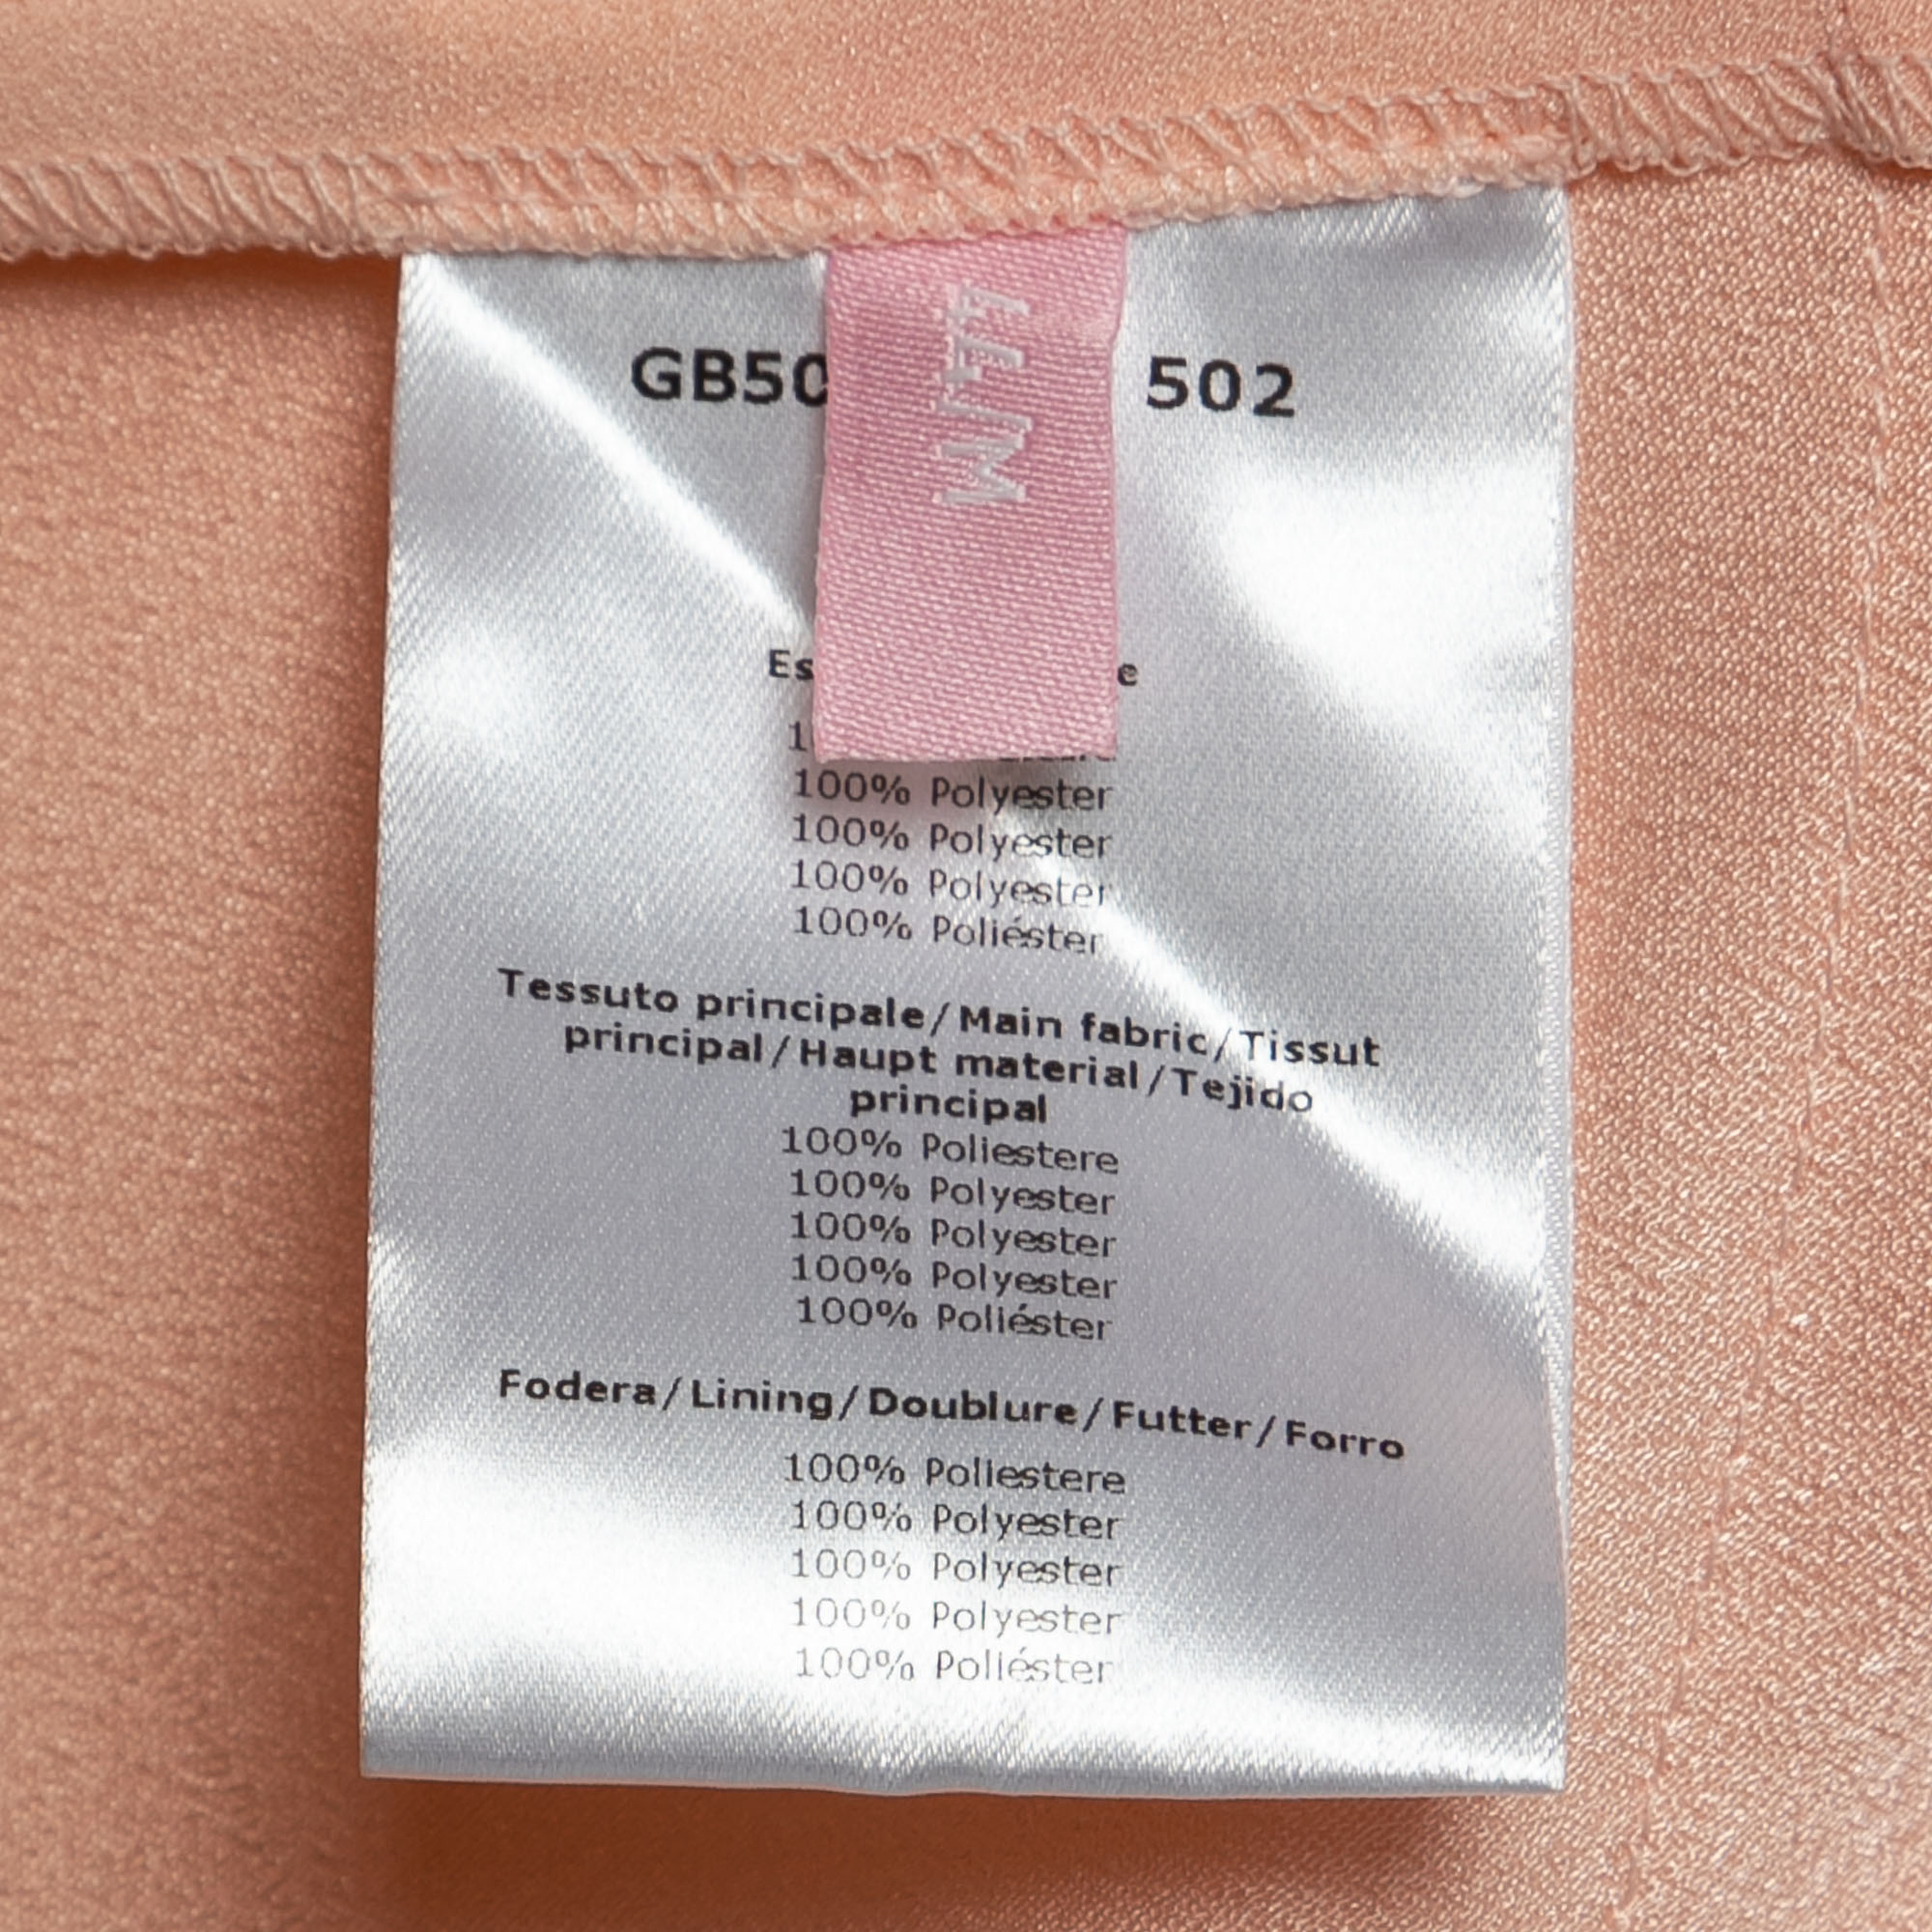 44/M
GB50 502
100% Polyester
100% Polyester
100% Polyester
100% Poliéster
Tessuto principale/Main fabric/Tissut
principal/Haupt material/Tejido
principal
100% Poliestere
100% Polyester
100% Polyester
100% Polyester
100% Poliéster
Fodera/Lining/Doublure/Futter/Forro
100% Poliestere
100% Polyester
100% Polyester
100% Polyester
100% Poliéster